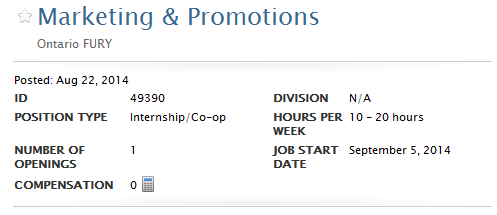 Marketing & Promotions
Ontario FURY
Posted: Aug 22, 2014
ID 49390 DIVISION N/A
POSITION TYPE Internship/Co-op HOURS PER 10 - 20 hours
WEEK
NUMBER OF 1 JOB START September 5, 2014
OPENINGS DATE
COMPENSATION 0